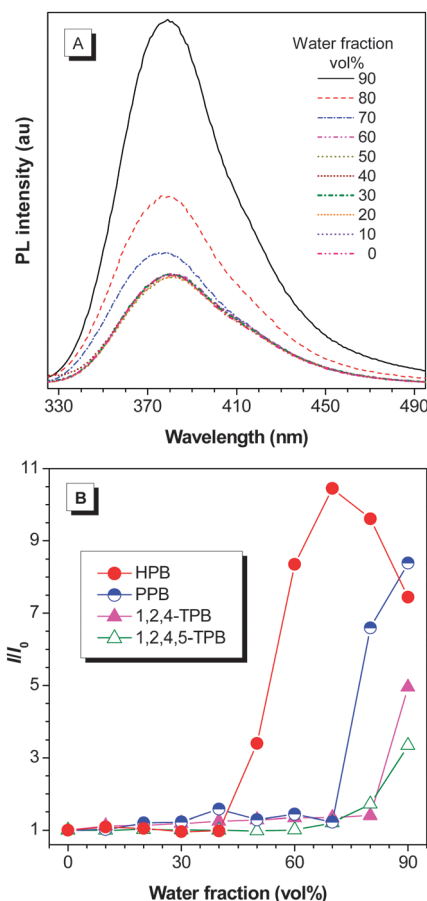 A
Water fraction
vol%
90
80
70
60
50
40
30
20
10
0
PL intensity (au)
330 370 410 450 490
Wavelength (nm)
B
11
9
7
5
3
1
HPB
PPB
1,2,4-TPB
1,2,4,5-TPB
I/I0
0 30 60 90
Water fraction (vol%)